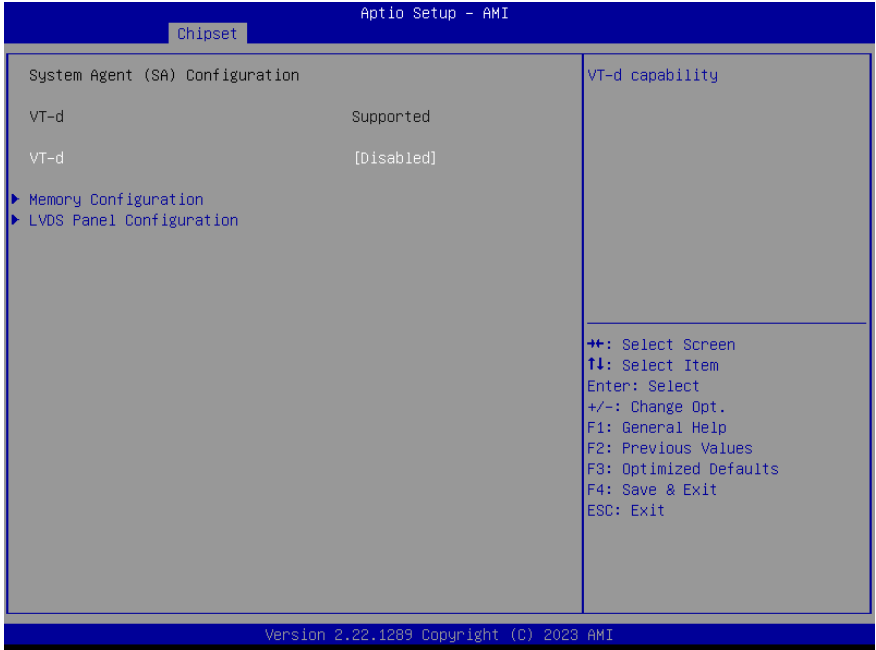 Aptio Setup – AMI
Chipset
System Agent (SA) Configuration
VT-d Supported
VT-d [Disabled]
Memory Configuration
LVDS Panel Configuration
VT-d capability
→←: Select Screen
↑↓: Select Item
Enter: Select
+/-: Change Opt.
F1: General Help
F2: Previous Values
F3: Optimized Defaults
F4: Save & Exit
ESC: Exit
Version 2.22.1289 Copyright (C) 2023 AMI